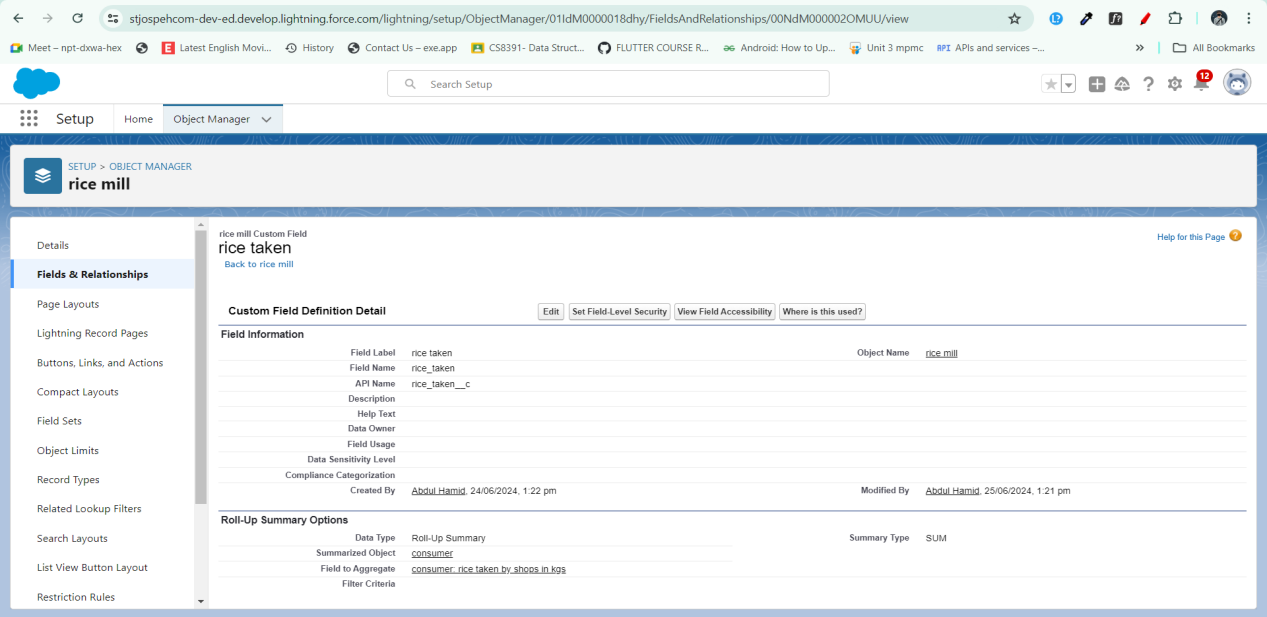 stjospehcom-dev-ed.develop.lightning.force.com/lightning/setup/ObjectManager/01IdM0000018dhy/FieldsAndRelationships/00NdM000002OMUU/view
Meet – npt-dxwa-hex
Latest English Movi...
History
Contact Us – exe.app
CS8391- Data Struct...
FLUTTER COURSE R...
Android: How to Up...
Unit 3 mpmc
RPI APIs and services –...
»
All Bookmarks
Search Setup
12
Setup
Home
Object Manager
SETUP > OBJECT MANAGER
rice mill
Details
Fields & Relationships
Page Layouts
Lightning Record Pages
Buttons, Links, and Actions
Compact Layouts
Field Sets
Object Limits
Record Types
Related Lookup Filters
Search Layouts
List View Button Layout
Restriction Rules
rice mill Custom Field
rice taken
Back to rice mill
Help for this Page
Custom Field Definition Detail
Edit
Set Field-Level Security
View Field Accessibility
Where is this used?
Field Information
Field Label rice taken Object Name rice mill
Field Name rice_taken
API Name rice_taken__c
Description
Help Text
Data Owner
Field Usage
Data Sensitivity Level
Compliance Categorization
Created By Abdul Hamid, 24/06/2024, 1:22 pm Modified By Abdul Hamid, 25/06/2024, 1:21 pm
Roll-Up Summary Options
Data Type Roll-Up Summary Summary Type SUM
Summarized Object consumer
Field to Aggregate consumer: rice taken by shops in kgs
Filter Criteria